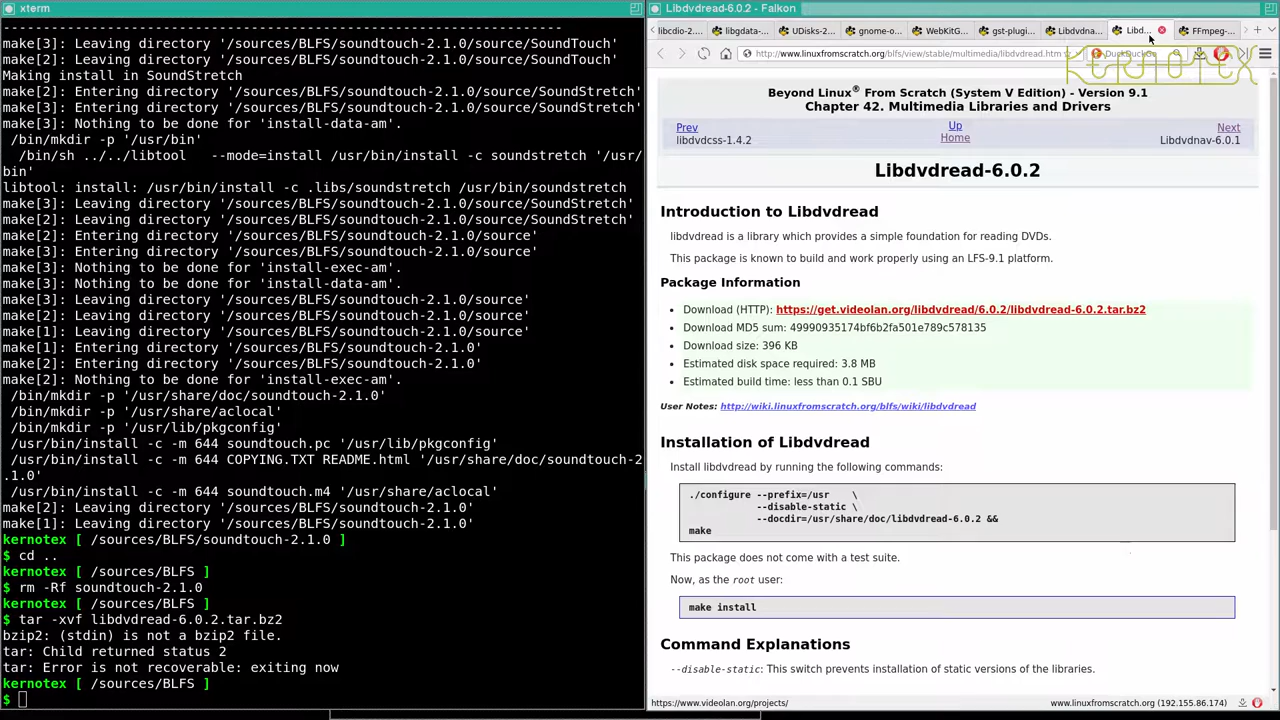 xterm
make[3]: Leaving directory '/sources/BLFS/soundtouch-2.1.0/source/SoundTouch'
make[2]: Leaving directory '/sources/BLFS/soundtouch-2.1.0/source/SoundTouch'
Making install in SoundStretch
make[2]: Entering directory '/sources/BLFS/soundtouch-2.1.0/source/SoundStretch'
make[3]: Entering directory '/sources/BLFS/soundtouch-2.1.0/source/SoundStretch'
make[3]: Nothing to be done for 'install-data-am'.
/bin/mkdir -p '/usr/bin'
/bin/sh ../../libtool   --mode=install /usr/bin/install -c soundstretch '/usr/
bin'
libtool: install: /usr/bin/install -c .libs/soundstretch /usr/bin/soundstretch
make[3]: Leaving directory '/sources/BLFS/soundtouch-2.1.0/source/SoundStretch'
make[2]: Leaving directory '/sources/BLFS/soundtouch-2.1.0/source/SoundStretch'
make[2]: Entering directory '/sources/BLFS/soundtouch-2.1.0/source'
make[3]: Entering directory '/sources/BLFS/soundtouch-2.1.0/source'
make[3]: Nothing to be done for 'install-exec-am'.
make[3]: Nothing to be done for 'install-data-am'.
make[3]: Leaving directory '/sources/BLFS/soundtouch-2.1.0/source'
make[2]: Leaving directory '/sources/BLFS/soundtouch-2.1.0/source'
make[1]: Leaving directory '/sources/BLFS/soundtouch-2.1.0/source'
make[1]: Entering directory '/sources/BLFS/soundtouch-2.1.0'
make[2]: Entering directory '/sources/BLFS/soundtouch-2.1.0'
make[2]: Nothing to be done for 'install-exec-am'.
/bin/mkdir -p '/usr/share/doc/soundtouch-2.1.0'
/bin/mkdir -p '/usr/share/aclocal'
/bin/mkdir -p '/usr/lib/pkgconfig'
/usr/bin/install -c -m 644 soundtouch.pc '/usr/lib/pkgconfig'
/usr/bin/install -c -m 644 COPYING.TXT README.html '/usr/share/doc/soundtouch-2
.1.0'
/usr/bin/install -c -m 644 soundtouch.m4 '/usr/share/aclocal'
make[2]: Leaving directory '/sources/BLFS/soundtouch-2.1.0'
make[1]: Leaving directory '/sources/BLFS/soundtouch-2.1.0'
kernotex [ /sources/BLFS/soundtouch-2.1.0 ]
$ cd ..
kernotex [ /sources/BLFS ]
$ rm -Rf soundtouch-2.1.0
kernotex [ /sources/BLFS ]
$ tar -xvf libdvdread-6.0.2.tar.bz2
bzip2: (stdin) is not a bzip2 file.
tar: Child returned status 2
tar: Error is not recoverable: exiting now
kernotex [ /sources/BLFS ]
$
Libdvdread-6.0.2 - Falkon
libcdio-2.... libgdata-... UDisks-2.... gnome-o... WebKitG... gst-plugi... Libdvdna... Libd... FFmpeg-...
http://www.linuxfromscratch.org/blfs/view/stable/multimedia/libdvdread.htm DuckDuckGo
KERNOTEX
Beyond Linux® From Scratch (System V Edition) - Version 9.1
Chapter 42. Multimedia Libraries and Drivers
Prev Up Next
libdvdcss-1.4.2 Home Libdvdnav-6.0.1
Libdvdread-6.0.2
Introduction to Libdvdread
libdvdread is a library which provides a simple foundation for reading DVDs.
This package is known to build and work properly using an LFS-9.1 platform.
Package Information
• Download (HTTP): https://get.videolan.org/libdvdread/6.0.2/libdvdread-6.0.2.tar.bz2
• Download MD5 sum: 49990935174bf6b2fa501e789c578135
• Download size: 396 KB
• Estimated disk space required: 3.8 MB
• Estimated build time: less than 0.1 SBU
User Notes: http://wiki.linuxfromscratch.org/blfs/wiki/libdvdread
Installation of Libdvdread
Install libdvdread by running the following commands:
./configure --prefix=/usr    \
--disable-static \
--docdir=/usr/share/doc/libdvdread-6.0.2 &&
make
This package does not come with a test suite.
Now, as the root user:
make install
Command Explanations
--disable-static: This switch prevents installation of static versions of the libraries.
https://www.videolan.org/projects/ www.linuxfromscratch.org (192.155.86.174)